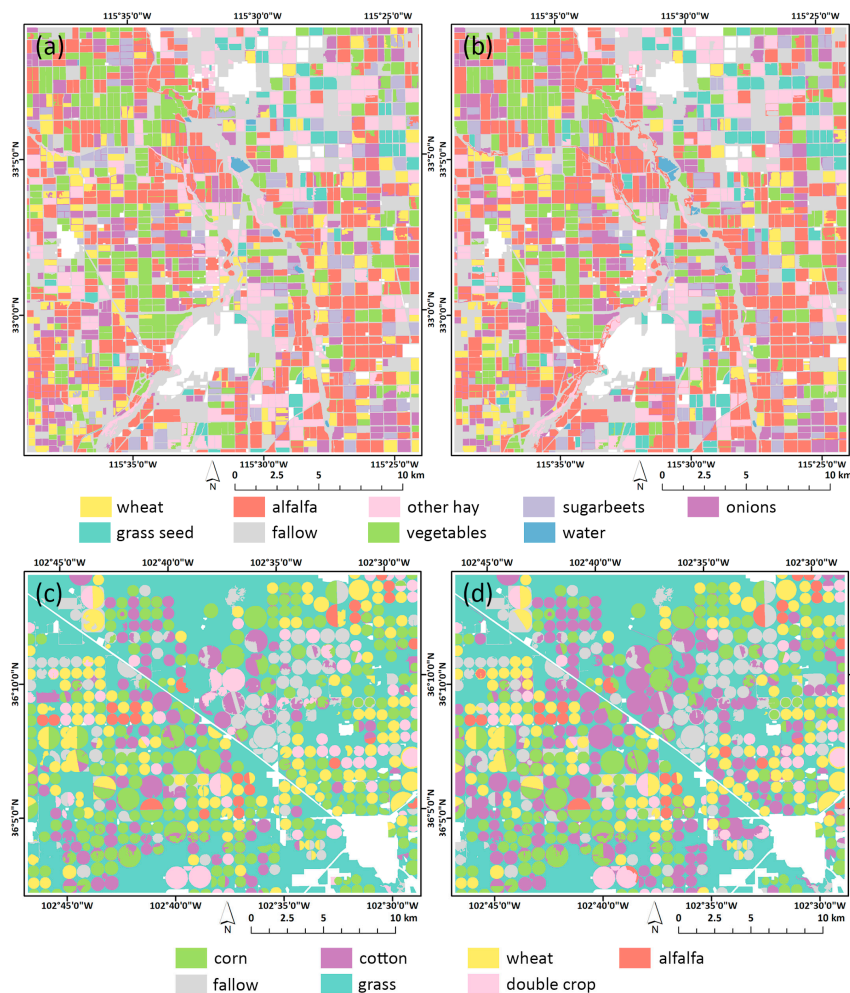 115°35'0"W 115°30'0"W 115°25'0"W 115°35'0"W 115°30'0"W 115°25'0"W
(a) (b)
33°5'0"N 33°5'0"N
33°0'0"N 33°0'0"N
115°35'0"W 115°30'0"W 115°25'0"W 115°35'0"W 115°30'0"W 115°25'0"W
N 0 2.5 5 10 km N 0 2.5 5 10 km
wheat alfalfa other hay sugarbeets onions
grass seed fallow vegetables water
102°45'0"W 102°40'0"W 102°35'0"W 102°30'0"W 102°45'0"W 102°40'0"W 102°35'0"W 102°30'0"W
(c) (d)
36°10'0"N 36°10'0"N
36°5'0"N 36°5'0"N
102°45'0"W 102°40'0"W 102°35'0"W 102°30'0"W 102°45'0"W 102°40'0"W 102°35'0"W 102°30'0"W
N 0 2.5 5 10 km N 0 2.5 5 10 km
corn cotton wheat alfalfa
fallow grass double crop